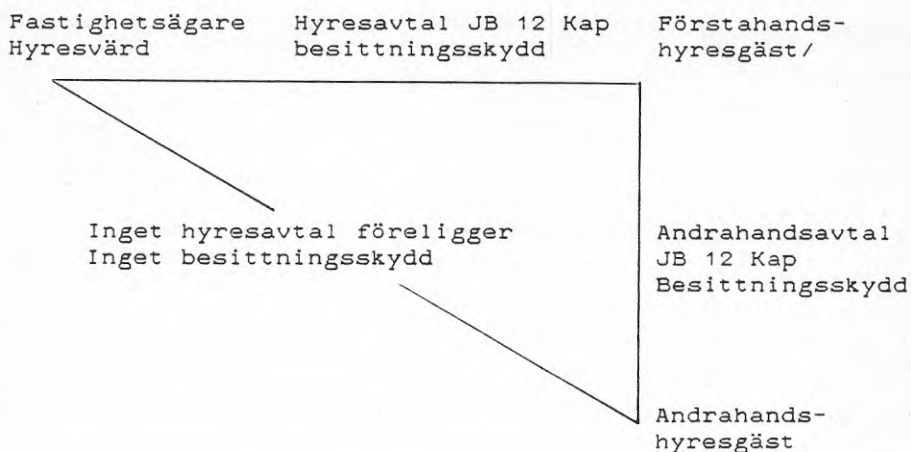 Fastighetsägare
Hyresvärd
Hyresavtal JB 12 Kap
besittningsskydd
Förstahands-
hyresgäst/
Inget hyresavtal föreligger
Inget besittningsskydd
Andrahandsavtal
JB 12 Kap
Besittningsskydd
Andrahands-
hyresgäst